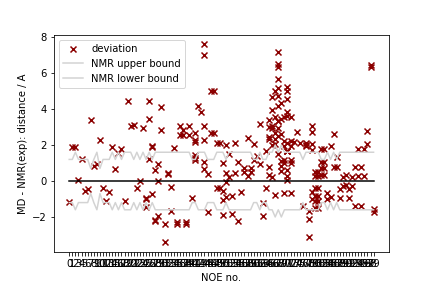 deviation
NMR upper bound
NMR lower bound
MD - NMR(exp): distance / A
8
6
4
2
0
−2
NOE no.